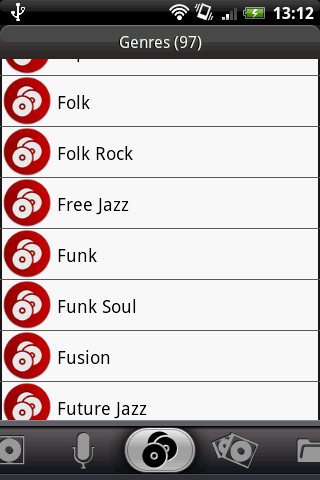 13:12
Genres (97)
Folk
Folk Rock
Free Jazz
Funk
Funk Soul
Fusion
Future Jazz